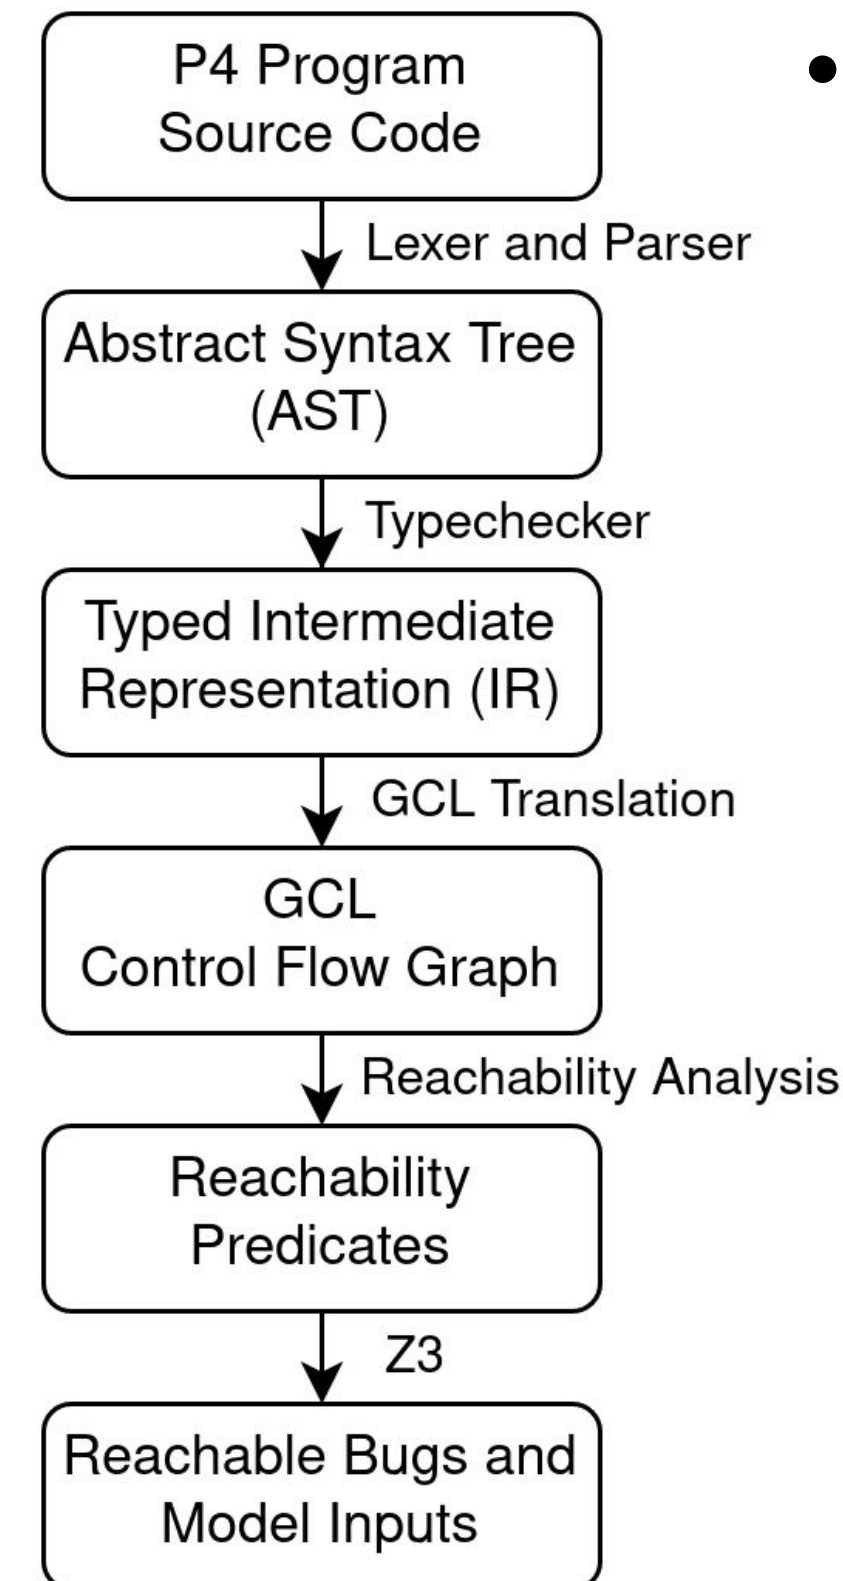 P4 Program
Source Code
Lexer and Parser
Abstract Syntax Tree
(AST)
Typechecker
Typed Intermediate
Representation (IR)
GCL Translation
GCL
Control Flow Graph
Reachability Analysis
Reachability
Predicates
Z3
Reachable Bugs and
Model Inputs